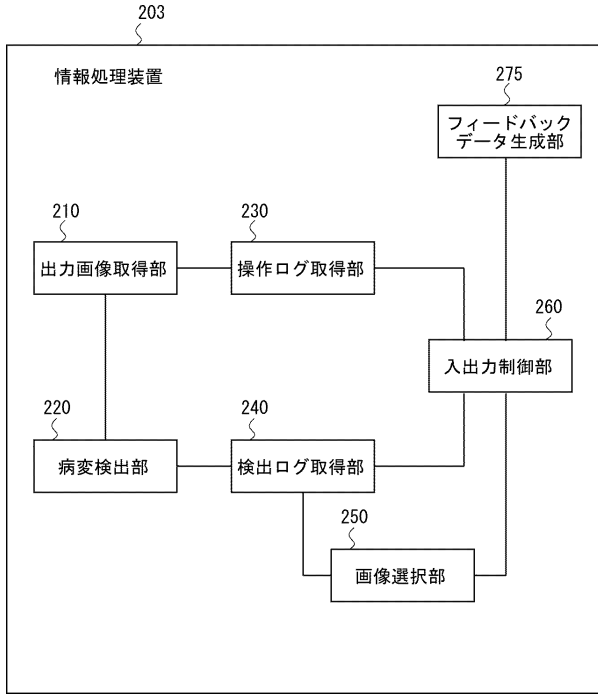 203
情報処理装置
275
フィードバック
データ生成部
210
230
出力画像取得部
操作ログ取得部
260
入出力制御部
220
240
病変検出部
検出ログ取得部
250
画像選択部